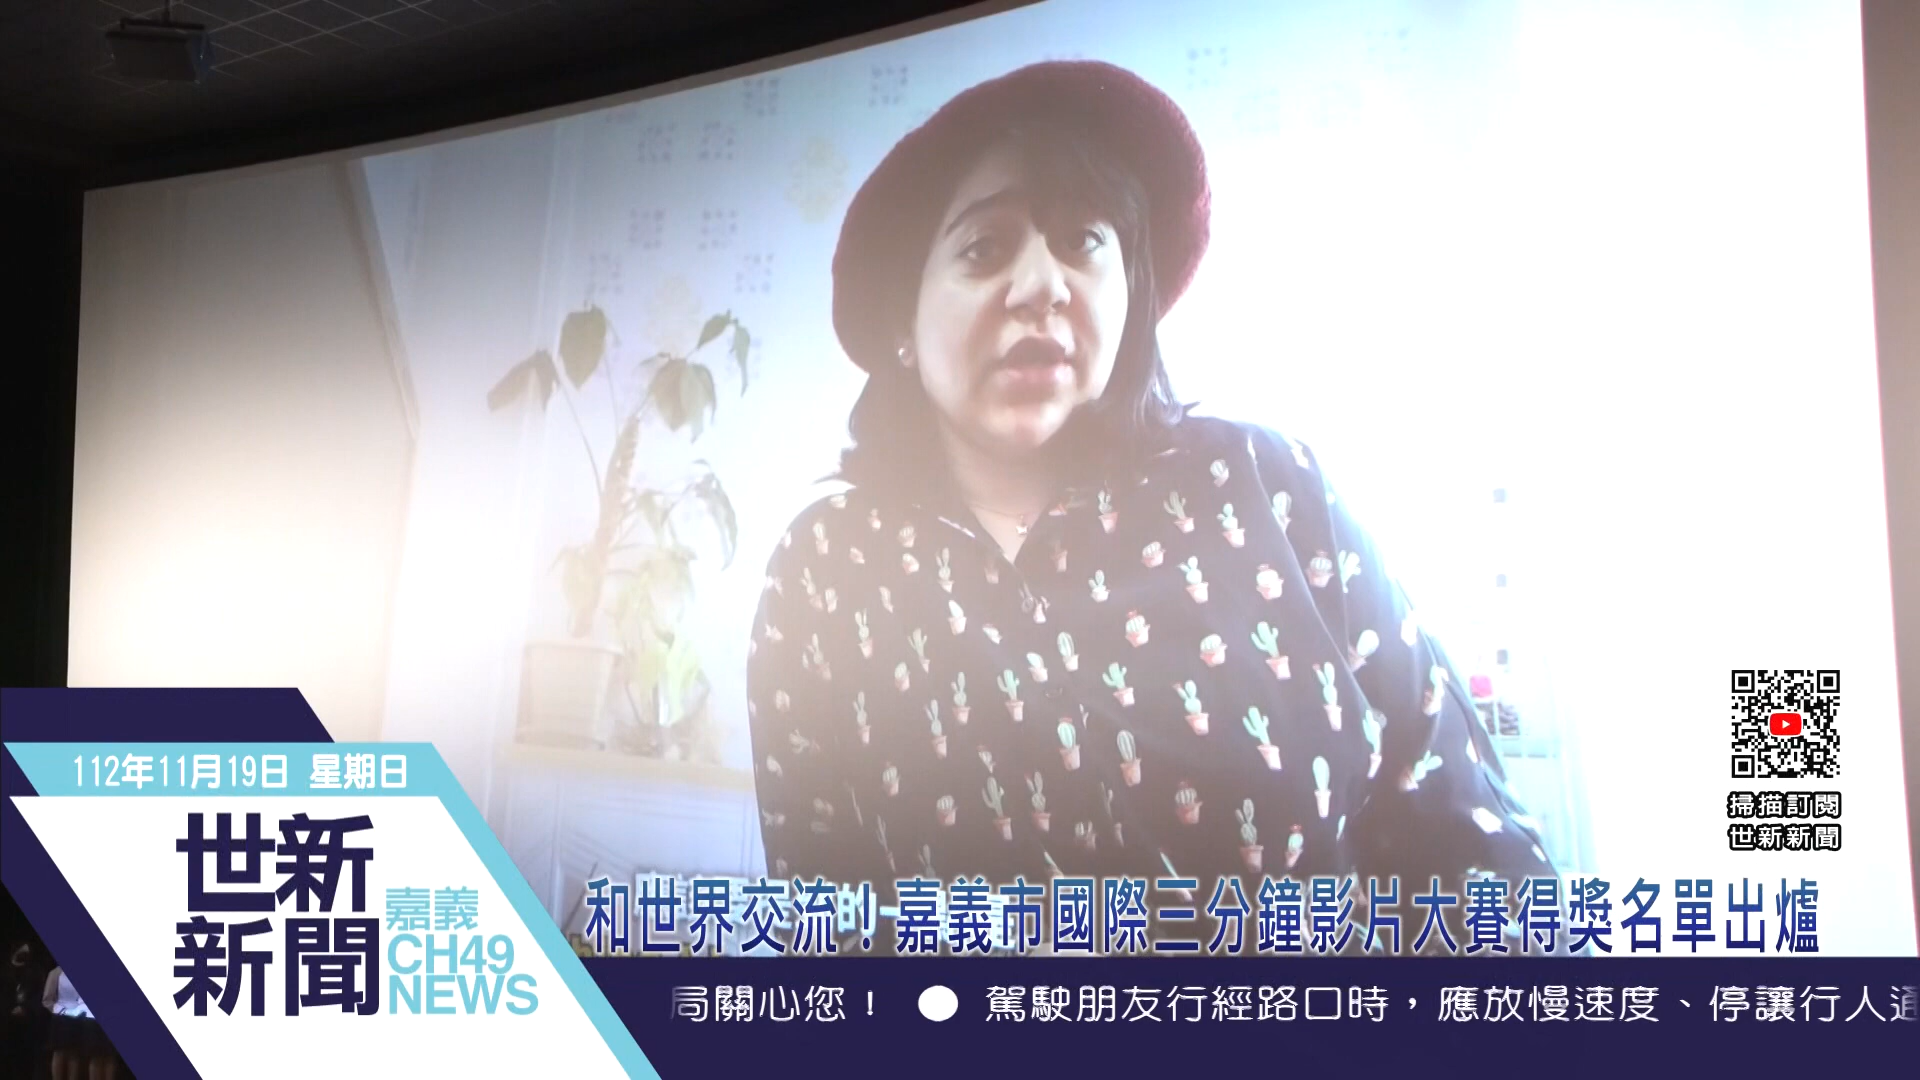 掃描訂閱
世新新聞
112年11月19日 星期日
世新
新聞
嘉義
CH49
NEWS
和世界交流！嘉義市國際三分鐘影片大賽得獎名單出爐
局關心您！ ● 駕駛朋友行經路口時，應放慢速度、停讓行人通